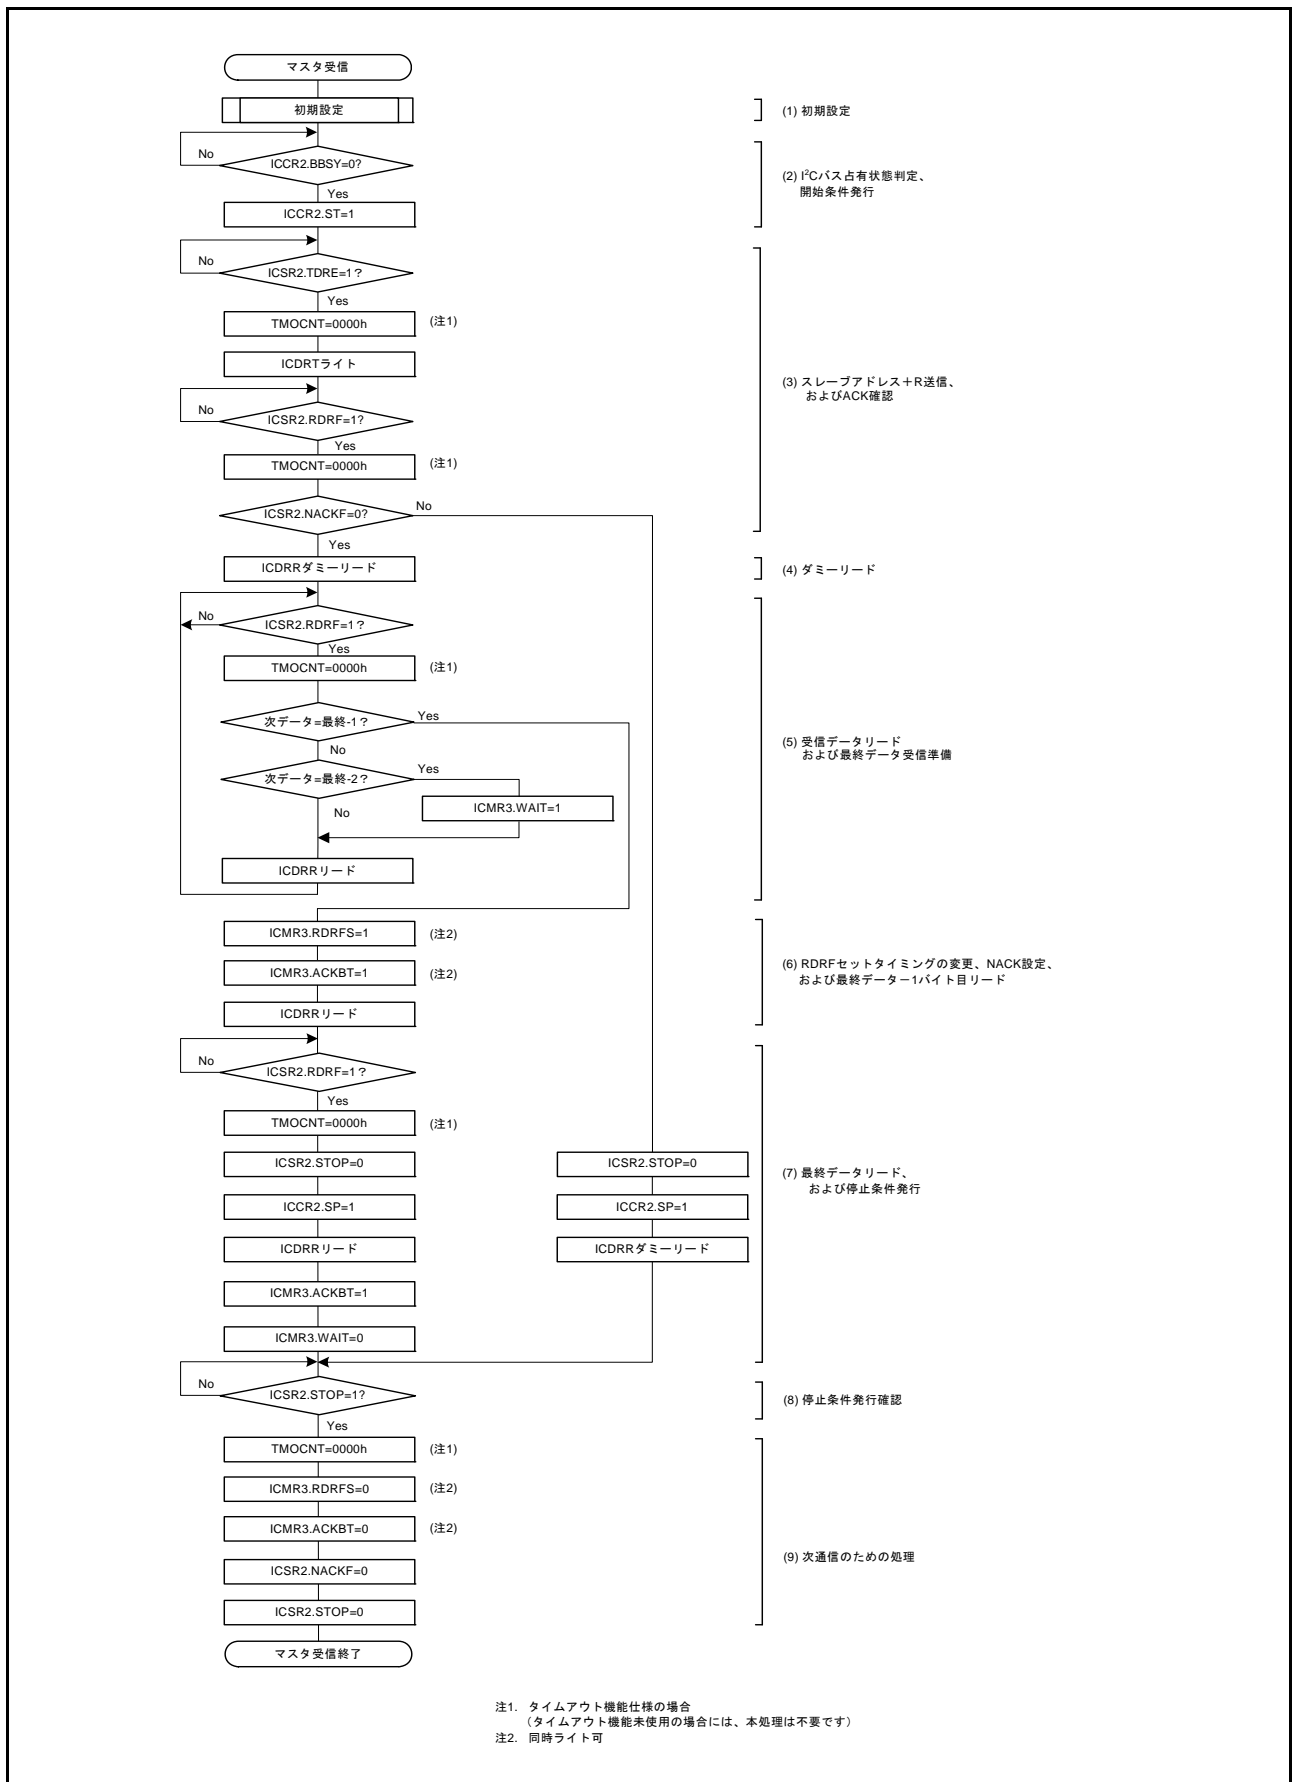 マスタ受信
初期設定
(1) 初期設定
No
ICCR2.BBSY=0?
Yes
ICCR2.ST=1
(2) I²Cバス占有状態判定、
開始条件発行
No
ICSR2.TDRE=1？
Yes
TMOCNT=0000h
(注1)
ICDRTライト
No
ICSR2.RDRF=1?
Yes
TMOCNT=0000h
(注1)
ICSR2.NACKF=0?
No
Yes
(3) スレーブアドレス＋R送信、
およびACK確認
ICDRRダミーリード
(4) ダミーリード
No
ICSR2.RDRF=1？
Yes
TMOCNT=0000h
(注1)
次データ=最終-1？
Yes
No
次データ=最終-2？
Yes
No
ICMR3.WAIT=1
ICDRRリード
(5) 受信データリード
および最終データ受信準備
ICMR3.RDRFS=1
(注2)
ICMR3.ACKBT=1
(注2)
ICDRRリード
(6) RDRFセットタイミングの変更、NACK設定、
および最終データ－1バイト目リード
No
ICSR2.RDRF=1？
Yes
TMOCNT=0000h
(注1)
ICSR2.STOP=0
ICCR2.SP=1
ICDRRリード
ICMR3.ACKBT=1
ICMR3.WAIT=0
ICSR2.STOP=0
ICCR2.SP=1
ICDRRダミーリード
(7) 最終データリード、
および停止条件発行
No
ICSR2.STOP=1?
Yes
(8) 停止条件発行確認
TMOCNT=0000h
(注1)
ICMR3.RDRFS=0
(注2)
ICMR3.ACKBT=0
(注2)
ICSR2.NACKF=0
ICSR2.STOP=0
(9) 次通信のための処理
マスタ受信終了
注1. タイムアウト機能仕様の場合
（タイムアウト機能未使用の場合には、本処理は不要です）
注2. 同時ライト可